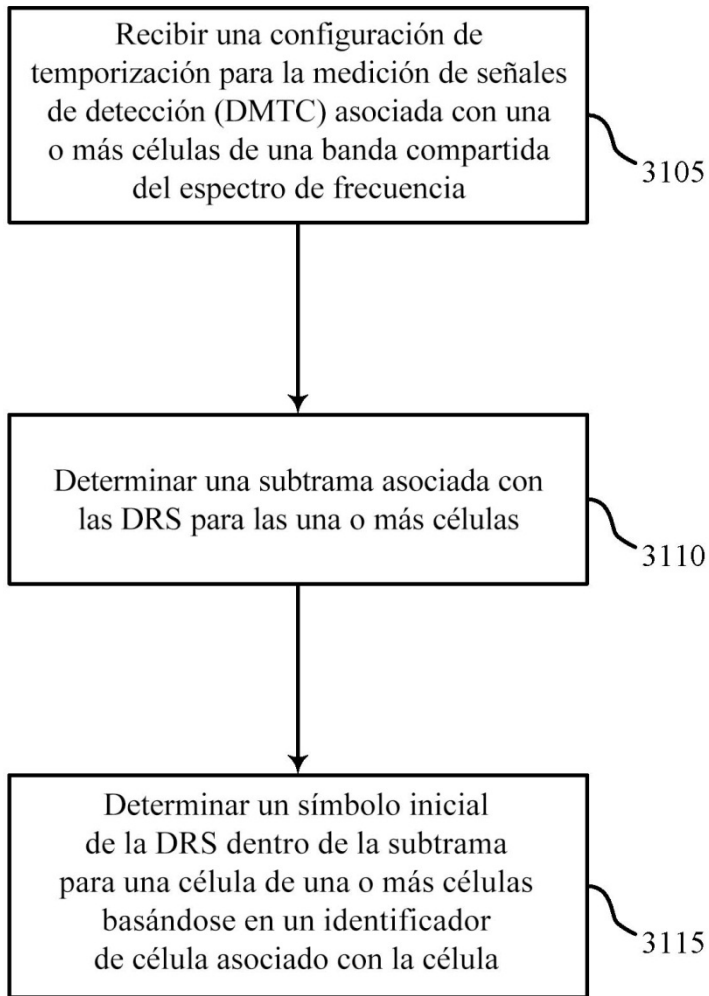 Recibir una configuración de
temporización para la medición de señales
de detección (DMTC) asociada con una
o más células de una banda compartida
del espectro de frecuencia
3105
Determinar una subtrama asociada con
las DRS para las una o más células
3110
Determinar un símbolo inicial
de la DRS dentro de la subtrama
para una célula de una o más células
basándose en un identificador
de célula asociado con la célula
3115